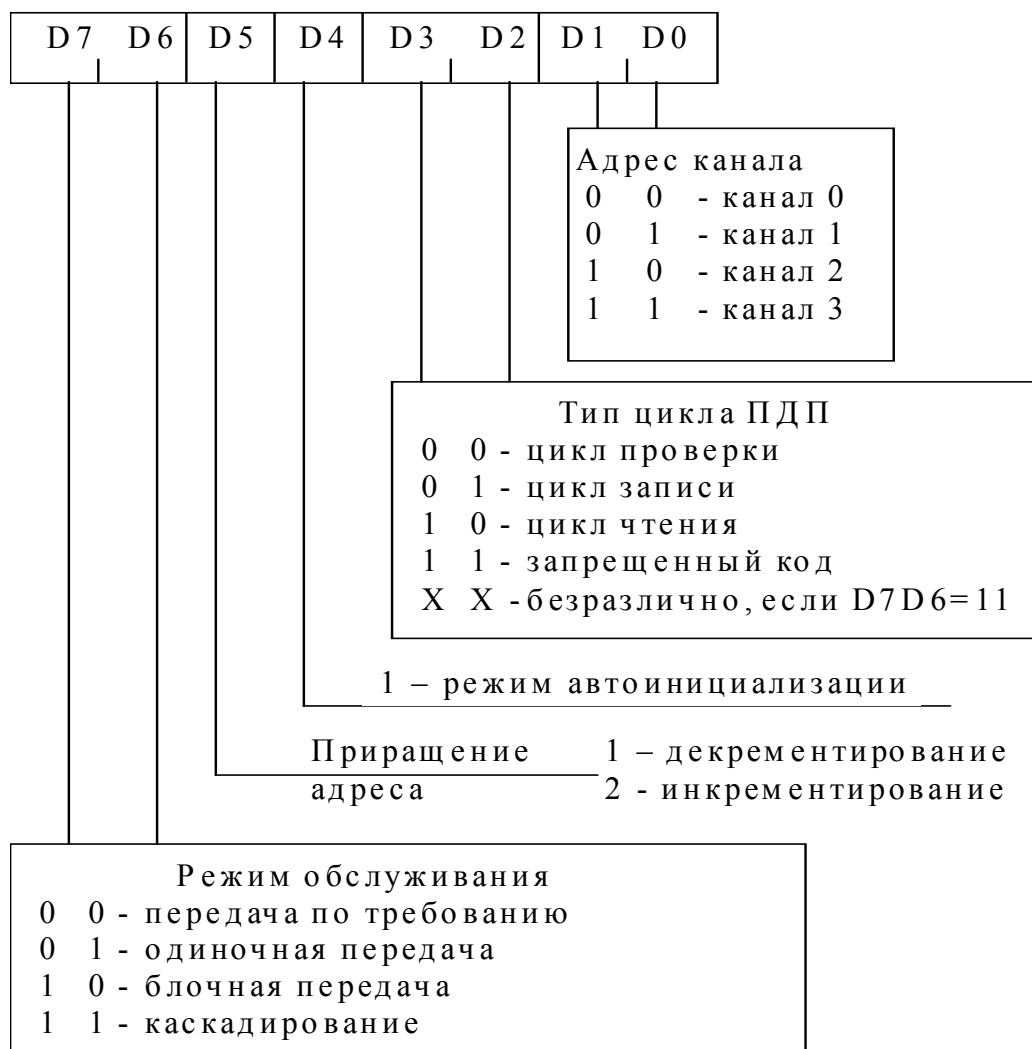 D7 D6 D5 D4 D3 D2 D1 D0
Адрес канала
0 0 - канал 0
0 1 - канал 1
1 0 - канал 2
1 1 - канал 3
Тип цикла ПДП
0 0 - цикл проверки
0 1 - цикл записи
1 0 - цикл чтения
1 1 - запрещенный код
X X - безразлично, если D7D6=11
1 – режим автоинициализации
Приращение 1 – декрементирование
адреса 2 - инкрементирование
Режим обслуживания
0 0 - передача по требованию
0 1 - одиночная передача
1 0 - блочная передача
1 1 - каскадирование